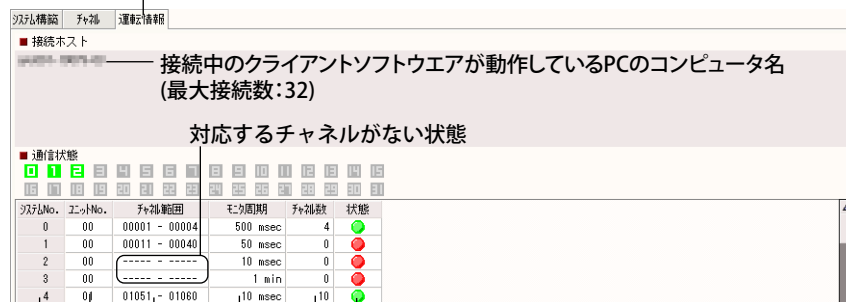 システム構築 チャネル 運転情報
■ 接続ホスト
接続中のクライアントソフトウエアが動作しているPCのコンピュータ名
(最大接続数：32)
対応するチャネルがない状態
■ 通信状態
0 1 2 3 4 5 6 7 8 9 10 11 12 13 14 15
16 17 18 19 20 21 22 23 24 25 26 27 28 29 30 31
システムNo. ユニットNo. チャネル範囲 モニタ周期 チャネル数 状態
0 00 00001 - 00004 500 msec 4
1 00 00011 - 00040 50 msec 0
2 00 ----- - ----- 10 msec 0
3 00 ----- - ----- 1 min 0
4 01051 - 01060 10 msec 10